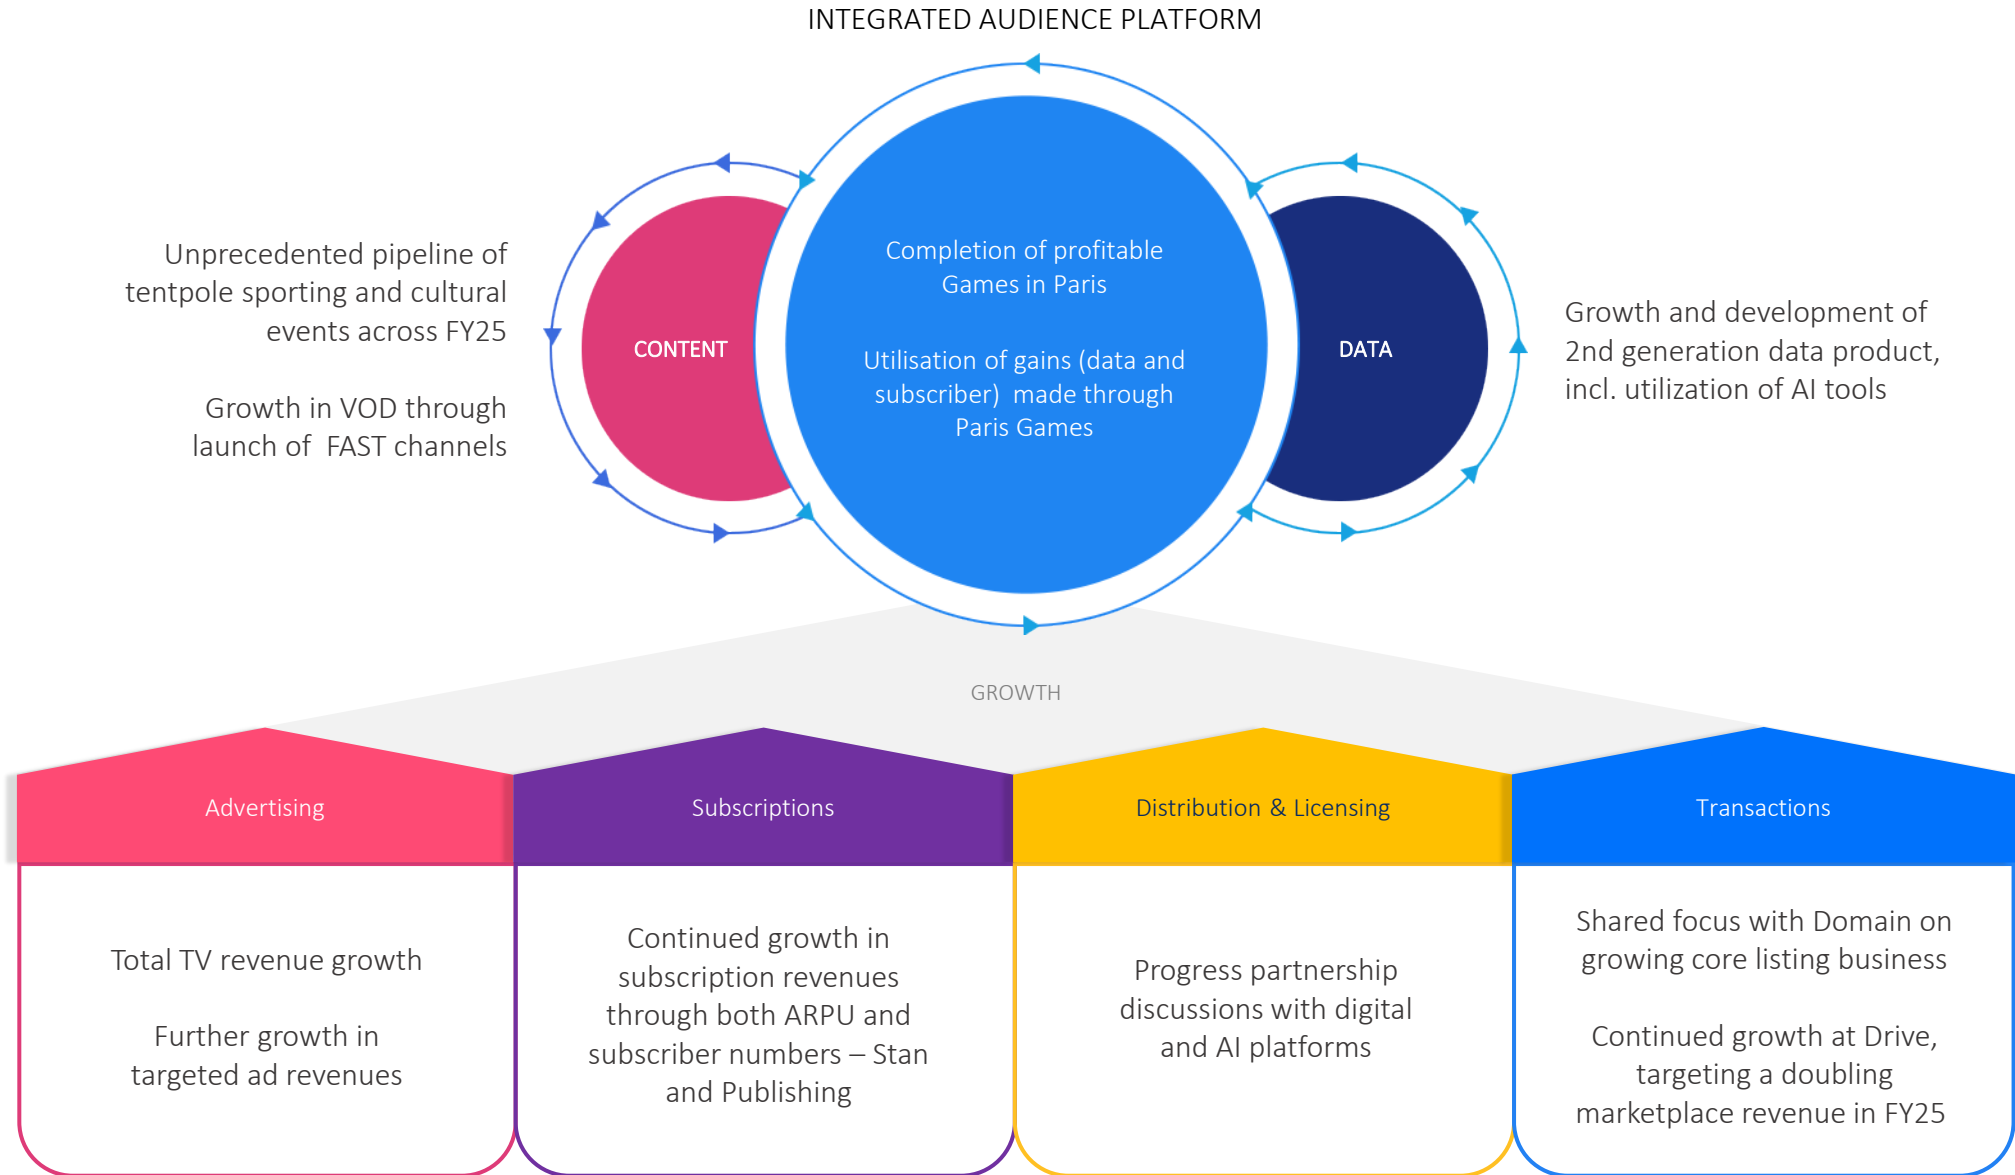 INTEGRATED AUDIENCE PLATFORM
Unprecedented pipeline of
tentpole sporting and cultural
events across FY25
Growth in VOD through
launch of  FAST channels
CONTENT
Completion of profitable
Games in Paris
Utilisation of gains (data and
subscriber)  made through
Paris Games
DATA
Growth and development of
2nd generation data product,
incl. utilization of AI tools
GROWTH
Advertising
Total TV revenue growth
Further growth in
targeted ad revenues
Subscriptions
Continued growth in
subscription revenues
through both ARPU and
subscriber numbers – Stan
and Publishing
Distribution & Licensing
Progress partnership
discussions with digital
and AI platforms
Transactions
Shared focus with Domain on
growing core listing business
Continued growth at Drive,
targeting a doubling
marketplace revenue in FY25